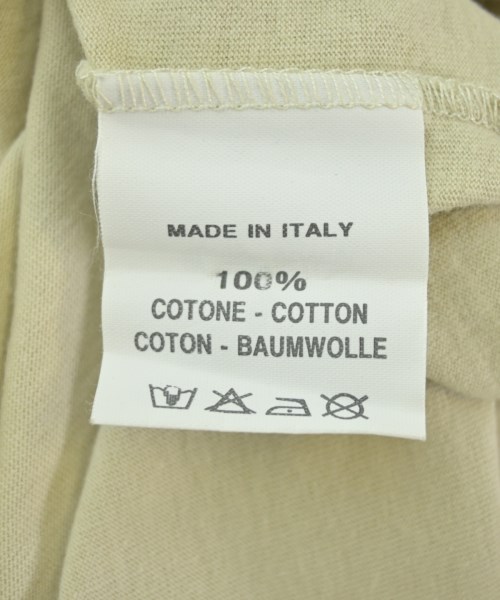 MADE IN ITALY
100%
COTONE - COTTON
COTON - BAUMWOLLE